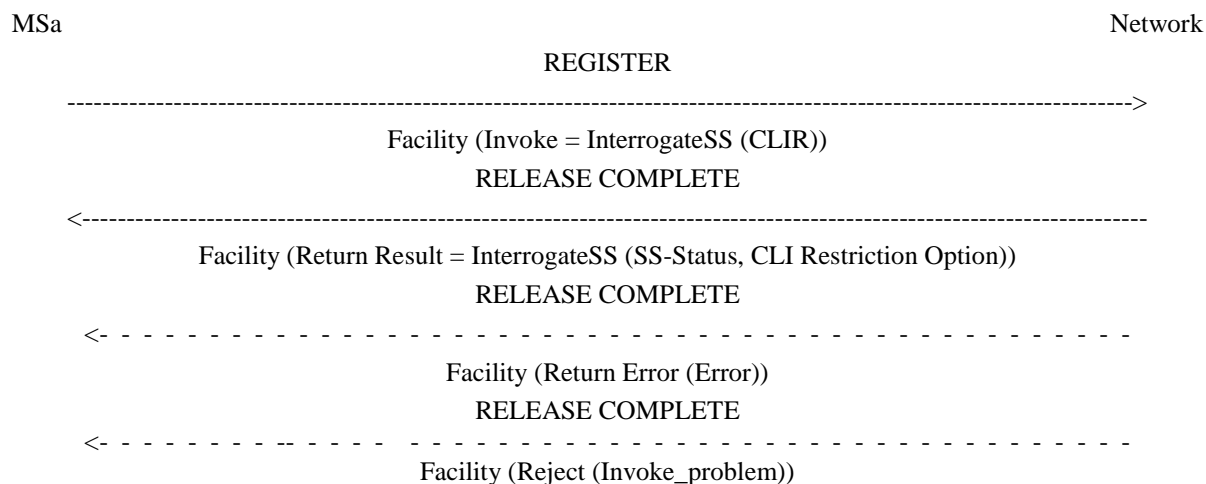 MSa Network
REGISTER
------------------------------------------------------------------------------------------------------------------------>
Facility (Invoke = InterrogateSS (CLIR))
RELEASE COMPLETE
<------------------------------------------------------------------------------------------------------------------------
Facility (Return Result = InterrogateSS (SS-Status, CLI Restriction Option))
RELEASE COMPLETE
<- - - - - - - - - - - - - - - - - - - - - - - - - - - - - - - - - - - - - - - - - - - - - - -
Facility (Return Error (Error))
RELEASE COMPLETE
<- - - - - - - - -- - - - - - - - - - - - - - - - - - - - - - - - - - - - - - - - - - - - - -
Facility (Reject (Invoke_problem))